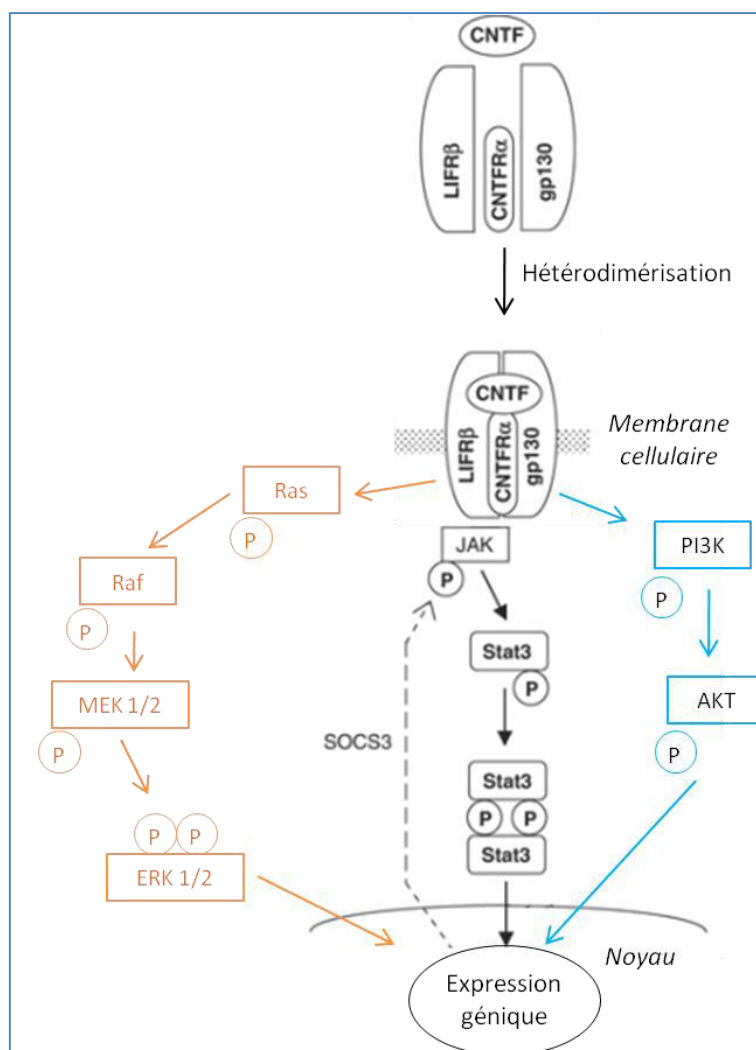 CNTF
LIFRβ
CNTFRα
gp130
Hétérodimérisation
CNTF
LIFRβ
CNTFRα
gp130
Membrane
cellulaire
Ras
P
JAK
P
PI3K
P
Raf
P
Stat3
P
MEK 1/2
P
AKT
P
SOCS3
Stat3
P P
Stat3
P P
ERK 1/2
Noyau
Expression
génique